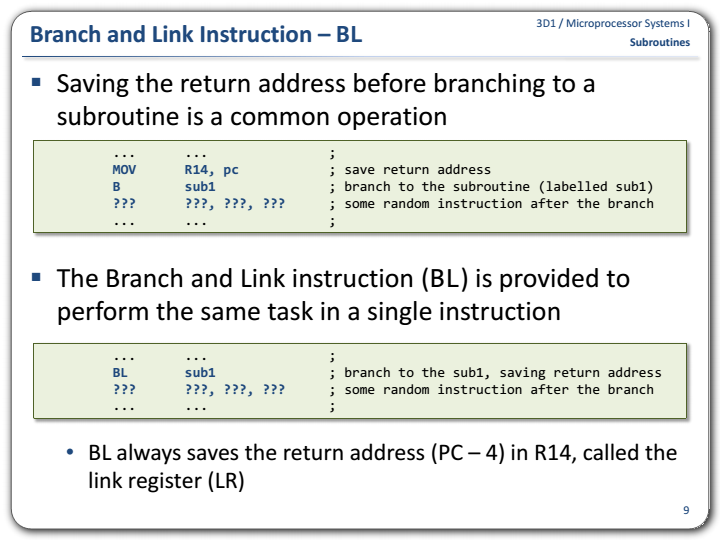 Branch and Link Instruction – BL
3D1 / Microprocessor Systems I
Subroutines
▪ Saving the return address before branching to a
subroutine is a common operation
... ... ;
MOV R14, pc ; save return address
B sub1 ; branch to the subroutine (labelled sub1)
??? ???, ???, ??? ; some random instruction after the branch
... ... ;
▪ The Branch and Link instruction (BL) is provided to
perform the same task in a single instruction
... ... ;
BL sub1 ; branch to the sub1, saving return address
??? ???, ???, ??? ; some random instruction after the branch
... ... ;
• BL always saves the return address (PC – 4) in R14, called the
link register (LR)
9